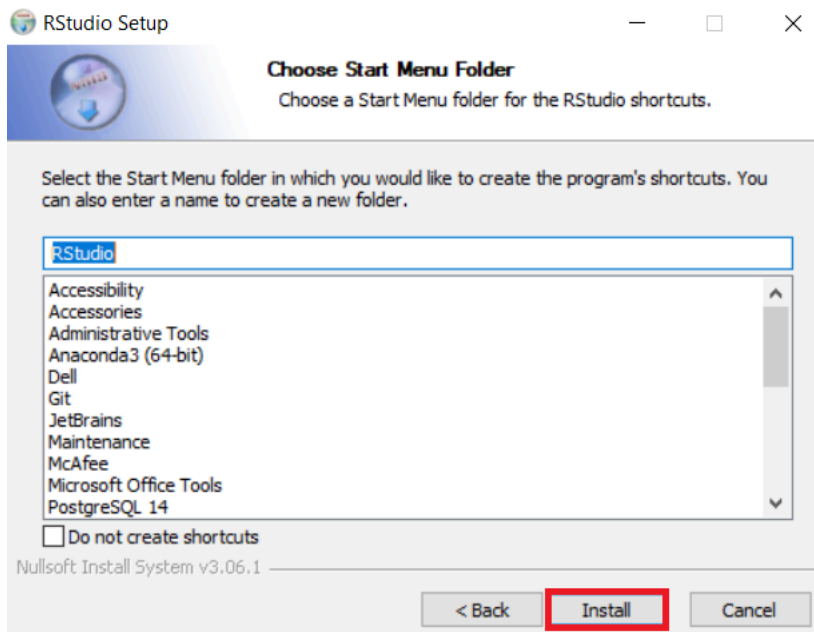 RStudio Setup
Choose Start Menu Folder
Choose a Start Menu folder for the RStudio shortcuts.
Select the Start Menu folder in which you would like to create the program's shortcuts. You
can also enter a name to create a new folder.
RStudio
Accessibility
Accessories
Administrative Tools
Anaconda3 (64-bit)
Dell
Git
JetBrains
Maintenance
McAfee
Microsoft Office Tools
PostgreSQL 14
Do not create shortcuts
Nullsoft Install System v3.06.1
< Back
Install
Cancel